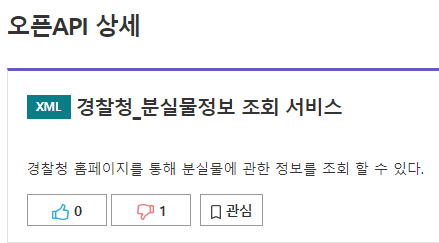 오픈API 상세
XML 경찰청_분실물정보 조회 서비스
경찰청 홈페이지를 통해 분실물에 관한 정보를 조회 할 수 있다.
0 1 관심